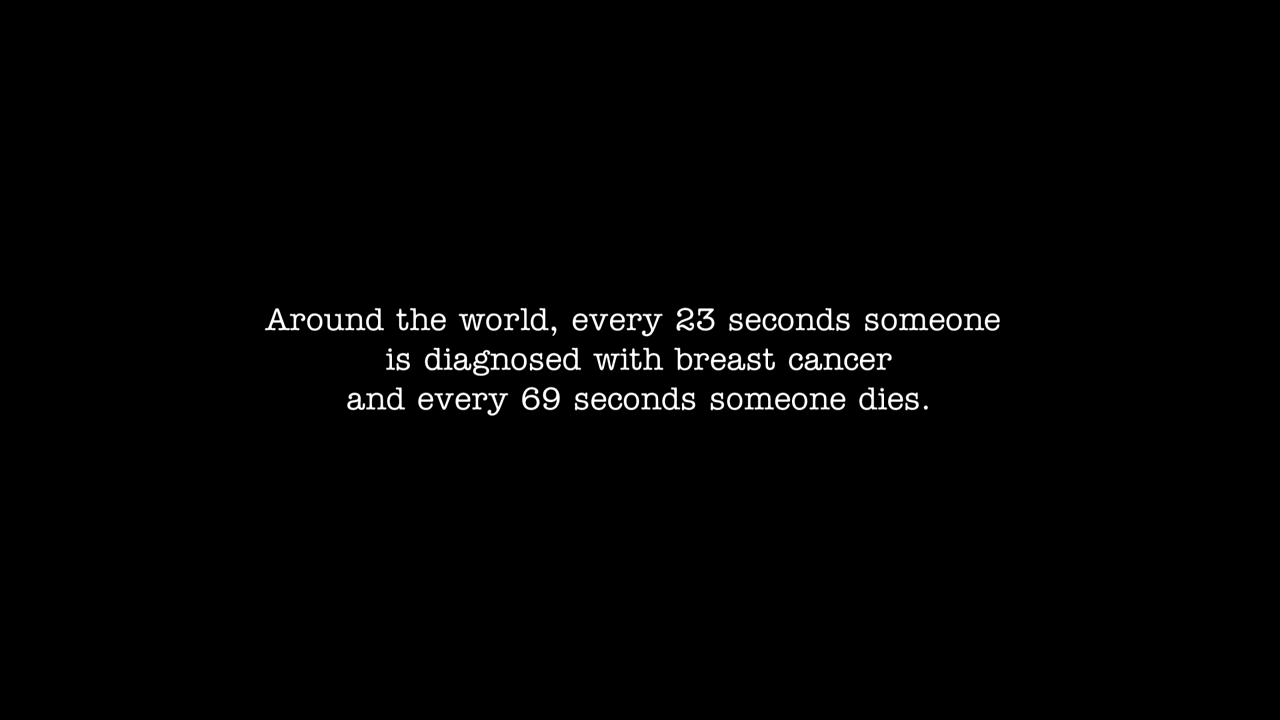 Around the world, every 23 seconds someone
is diagnosed with breast cancer
and every 69 seconds someone dies.